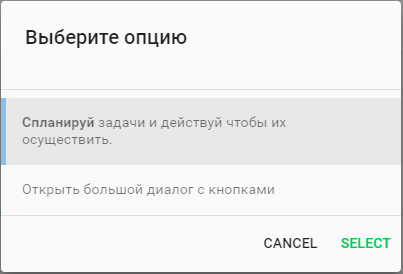 Выберите опцию
Спланируй задачи и действуй чтобы их
осуществить.
Открыть большой диалог с кнопками
CANCEL SELECT